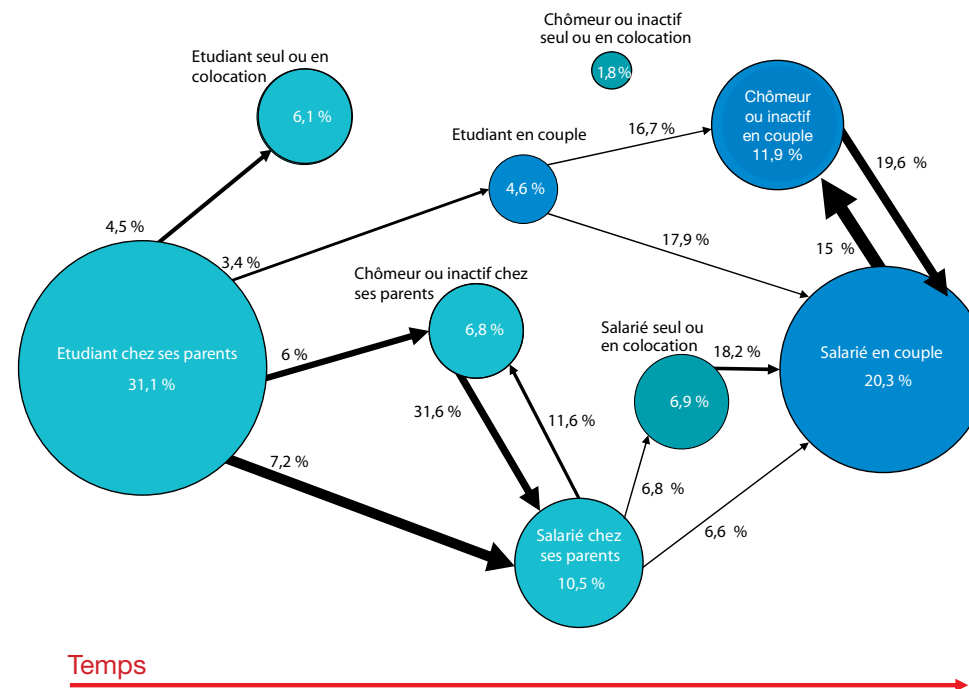 Chômeur ou inactif
seul ou en colocation
1,8 %
Etudiant seul ou en
colocation
6,1 %
Chômeur
ou inactif
en couple
11,9 %
Etudiant en couple
16,7 %
19,6 %
4,6 %
4,5 %
17,9 %
15 %
3,4 %
Chômeur ou inactif chez
ses parents
6,8 %
Salarié seul ou
en colocation
18,2 %
Etudiant chez ses parents
31,1 %
6 %
Salarié en couple
20,3 %
6,9 %
31,6 %
11,6 %
7,2 %
6,8 %
6,6 %
Salarié chez
ses parents
10,5 %
Temps